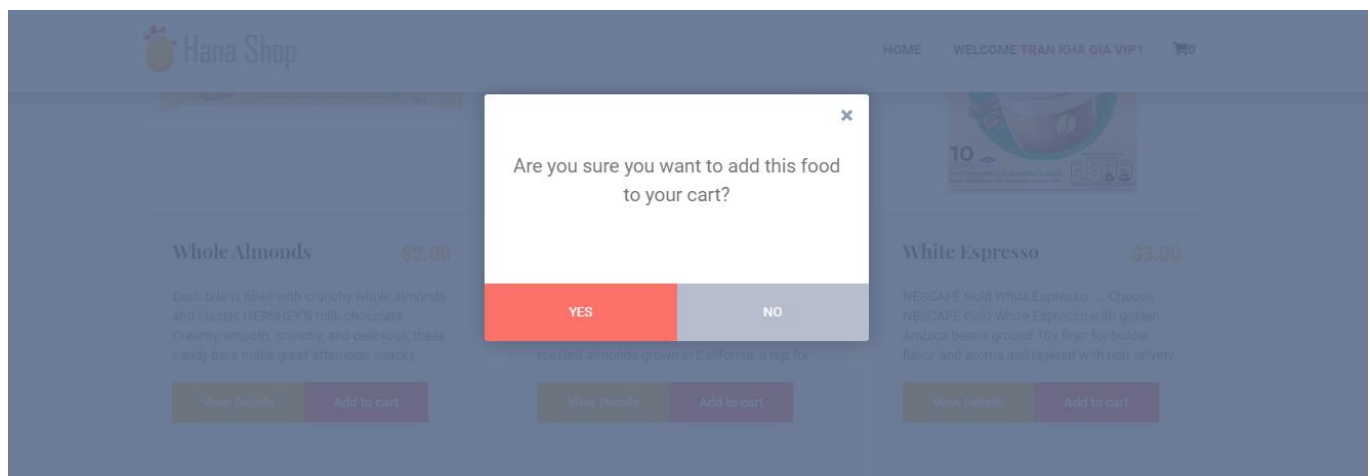 Hana Shop
HOME WELCOME TRAN KHA GIA VIP1 0
Are you sure you want to add this food
to your cart?
YES NO
10
Whole Almonds $2.00
Each bite is filled with crunchy whole almonds
and classic HERSHEY'S milk chocolate.
Creamy, smooth, crunchy, and delicious, these
candy bars make great afternoon snacks,
View Details Add to cart
roasted almonds grown in California, a rep for
View Details Add to cart
White Espresso $3.00
NESCAFE Gold White Espresso. ... Choose
NESCAFE Gold White Espresso with golden
Arabica beans ground 10x finer for bolder
flavor and aroma and layered with rich velvety
View Details Add to cart